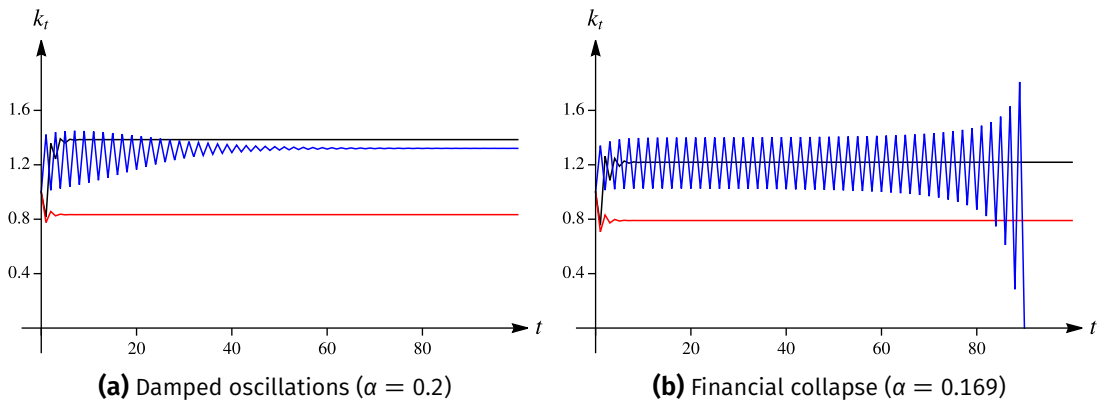 k_t
1.6
1.2
0.8
0.4
20 40 60 80
t
(a) Damped oscillations (α = 0.2)
k_t
1.6
1.2
0.8
0.4
20 40 60 80
t
(b) Financial collapse (α = 0.169)